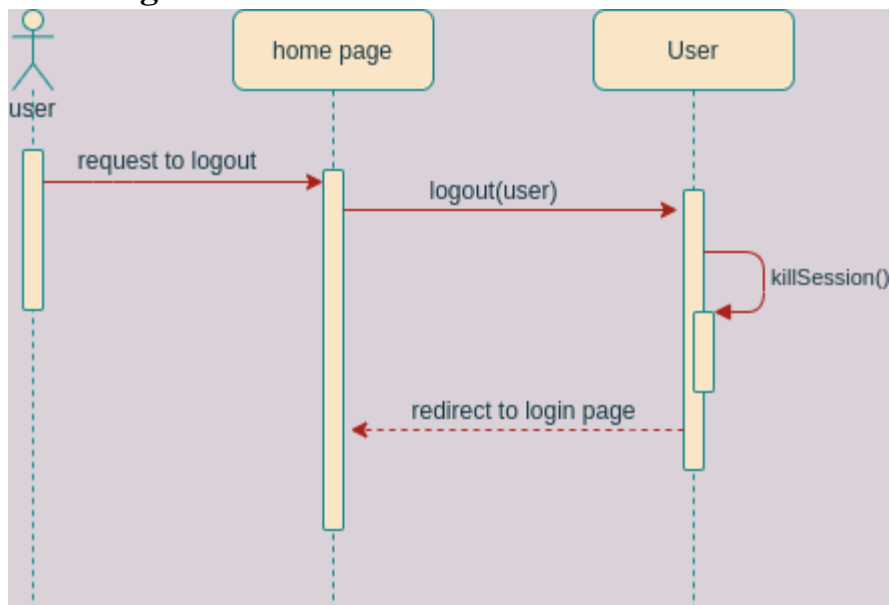 home page
User
user
request to logout
logout(user)
killSession()
redirect to login page